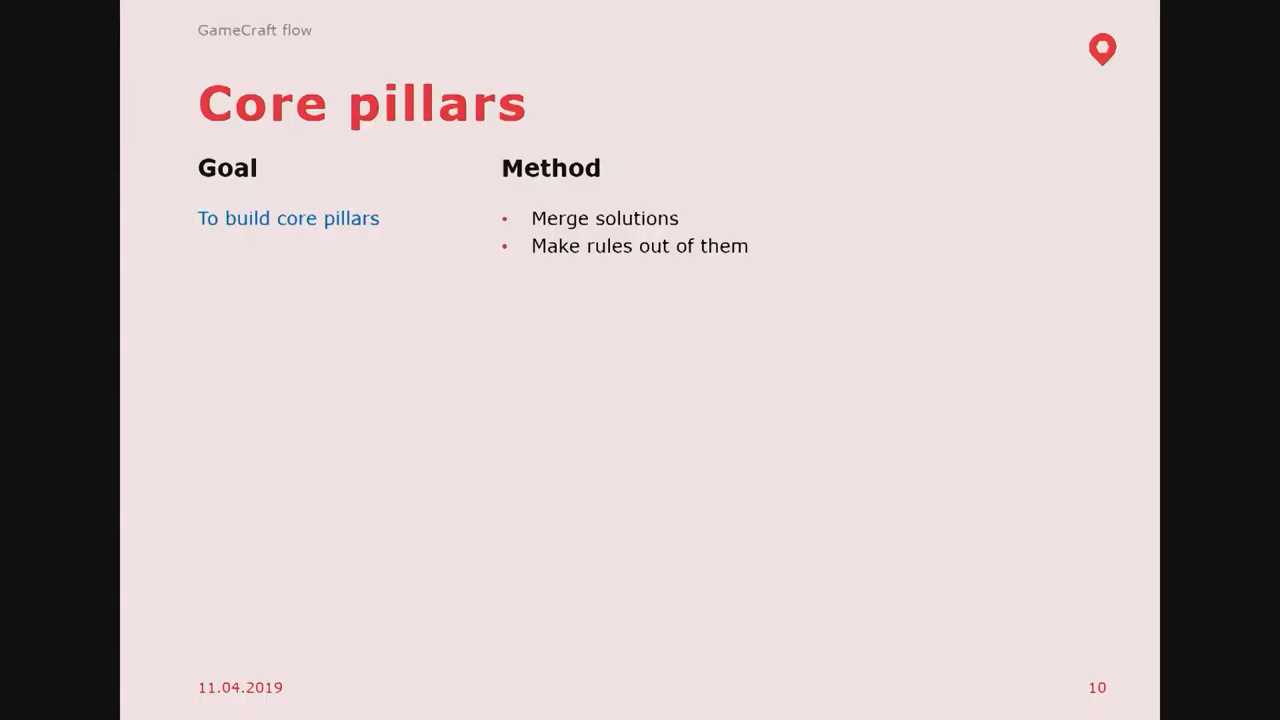 GameCraft flow
Core pillars
Goal
To build core pillars
Method
• Merge solutions
• Make rules out of them
11.04.2019
10